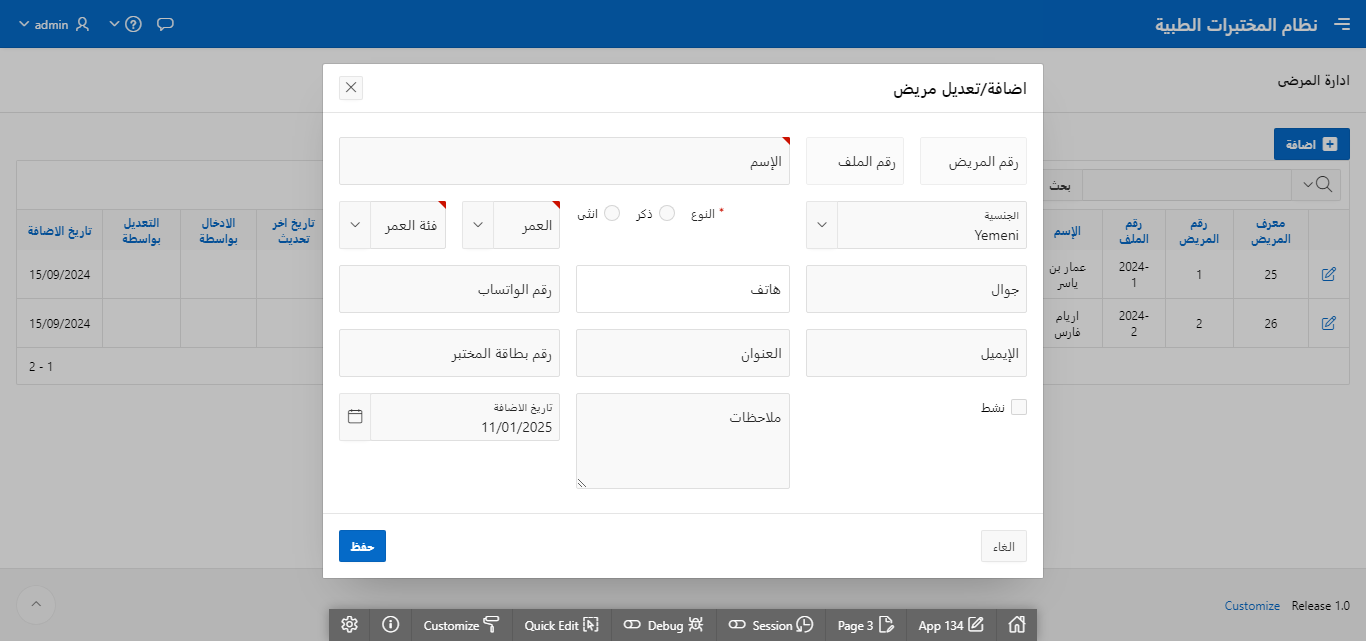 نظام المختبرات الطبية
admin
ادارة المرضى
اضافة
بحث
معرف المريض
رقم المريض
رقم الملف
الإسم
تاريخ اخر تحديث
الادخال بواسطة
التعديل بواسطة
تاريخ الاضافة
25
1
2024-1
عمار بن ياسر
15/09/2024
26
2
2024-2
اريام فارس
15/09/2024
1 - 2
اضافة/تعديل مريض
رقم المريض
رقم الملف
الإسم
الجنسية
Yemeni
* النوع
ذكر
انثى
العمر
فئة العمر
جوال
هاتف
رقم الواتساب
الإيميل
العنوان
رقم بطاقة المختبر
نشط
ملاحظات
تاريخ الاضافة
11/01/2025
الغاء
حفظ
Release 1.0
Customize
App 134
Page 3
Session
Debug
Quick Edit
Customize